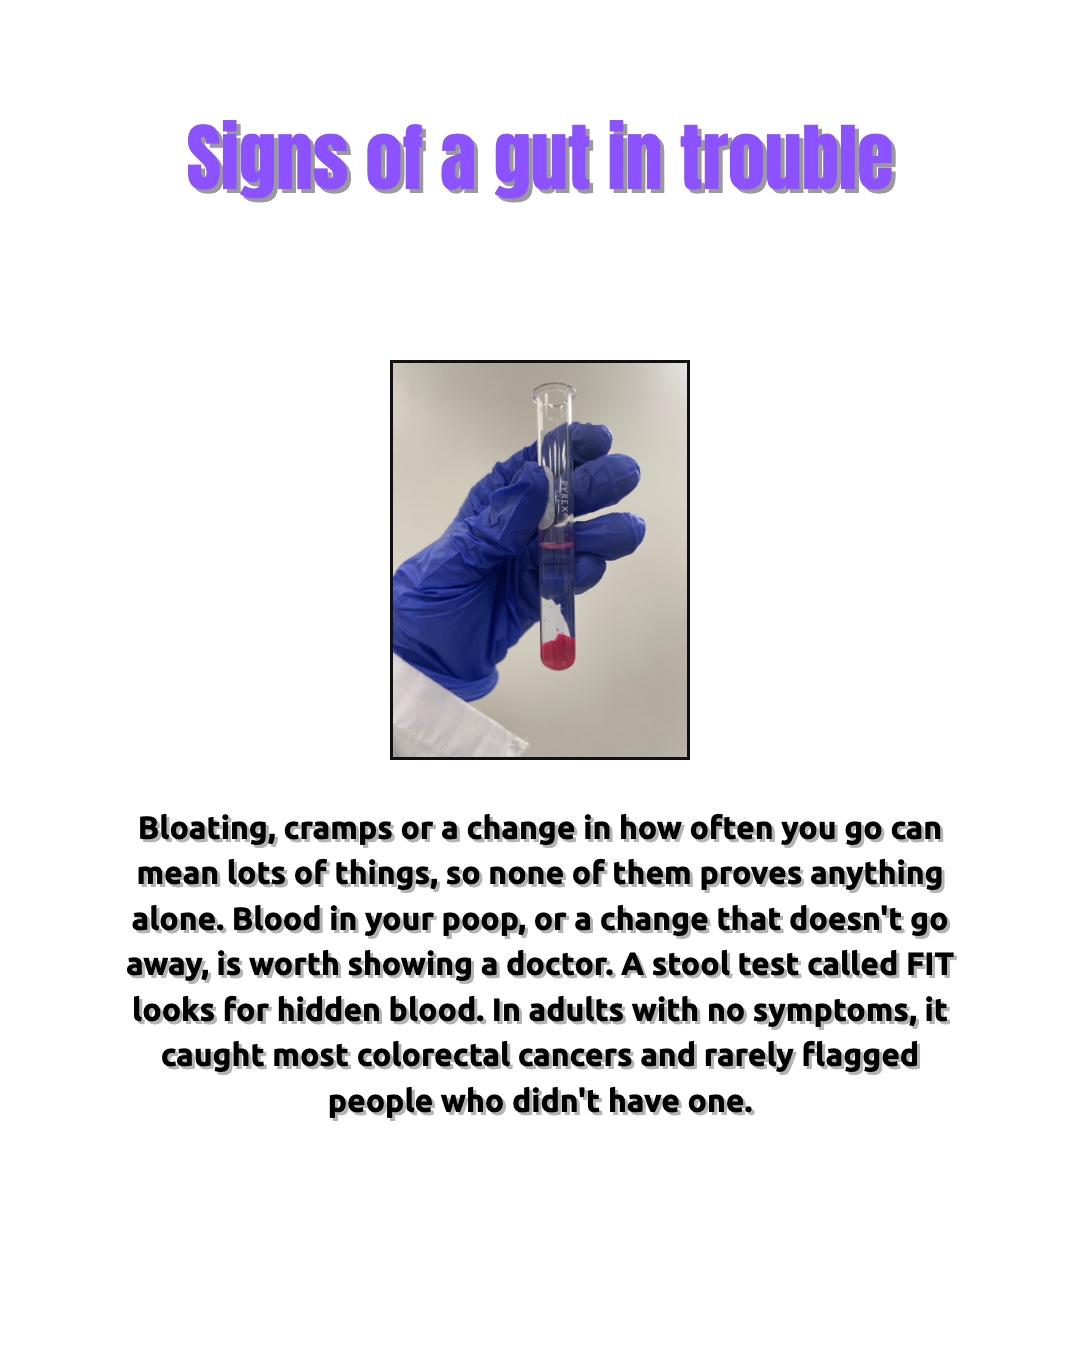 Signs of a gut in trouble
PYREX
Bloating, cramps or a change in how often you go can
mean lots of things, so none of them proves anything
alone. Blood in your poop, or a change that doesn't go
away, is worth showing a doctor. A stool test called FIT
looks for hidden blood. In adults with no symptoms, it
caught most colorectal cancers and rarely flagged
people who didn't have one.